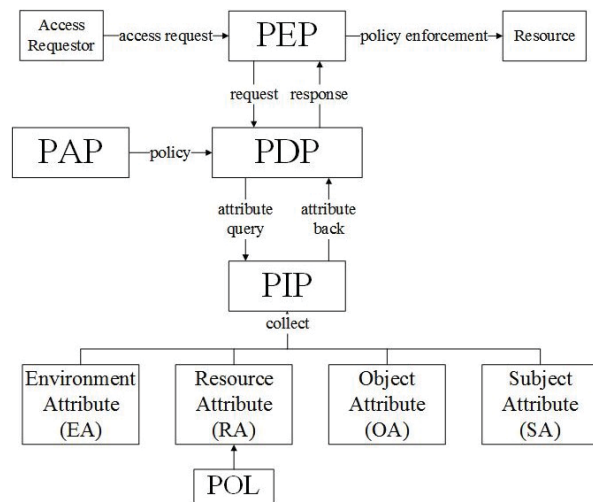 Access
Requestor
access request
PEP
policy enforcement
Resource
request
response
PAP
policy
PDP
attribute
query
attribute
back
PIP
collect
Environment
Attribute
(EA)
Resource
Attribute
(RA)
Object
Attribute
(OA)
Subject
Attribute
(SA)
POL